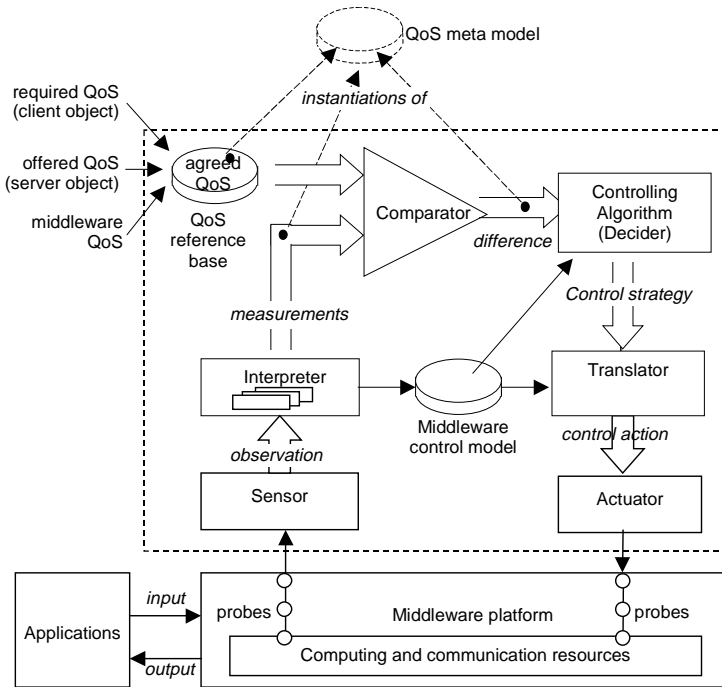 QoS meta model
instantiations of
required QoS
(client object)
offered QoS
(server object)
middleware
QoS
agreed
QoS
QoS
reference
base
Comparator
difference
Controlling
Algorithm
(Decider)
measurements
Control strategy
Interpreter
Middleware
control model
Translator
observation
control action
Sensor
Actuator
Applications
input
output
probes
Middleware platform
probes
Computing and communication resources